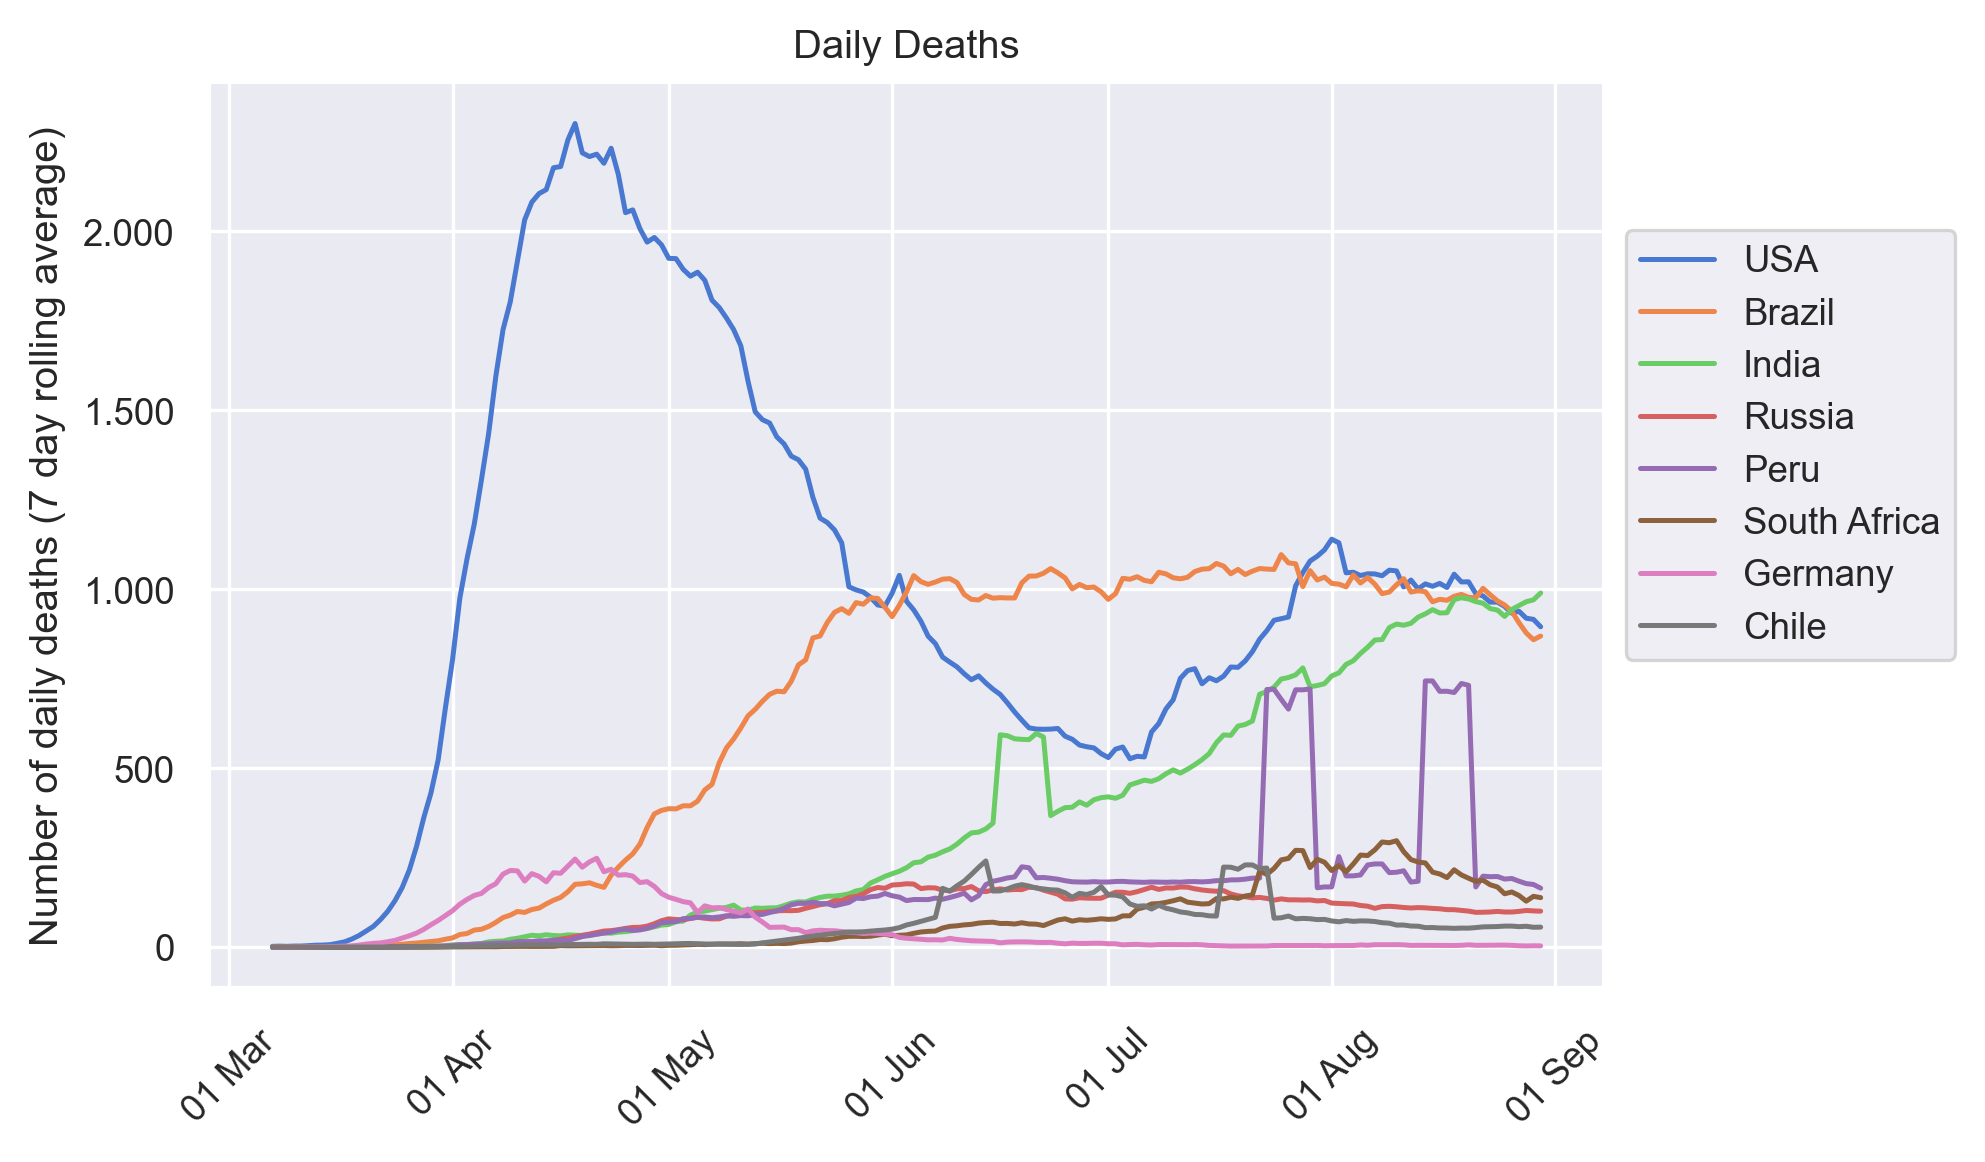 Daily Deaths
Number of daily deaths (7 day rolling average)
2.000
1.500
1.000
500
0
01 Mar
01 Apr
01 May
01 Jun
01 Jul
01 Aug
01 Sep
USA
Brazil
India
Russia
Peru
South Africa
Germany
Chile